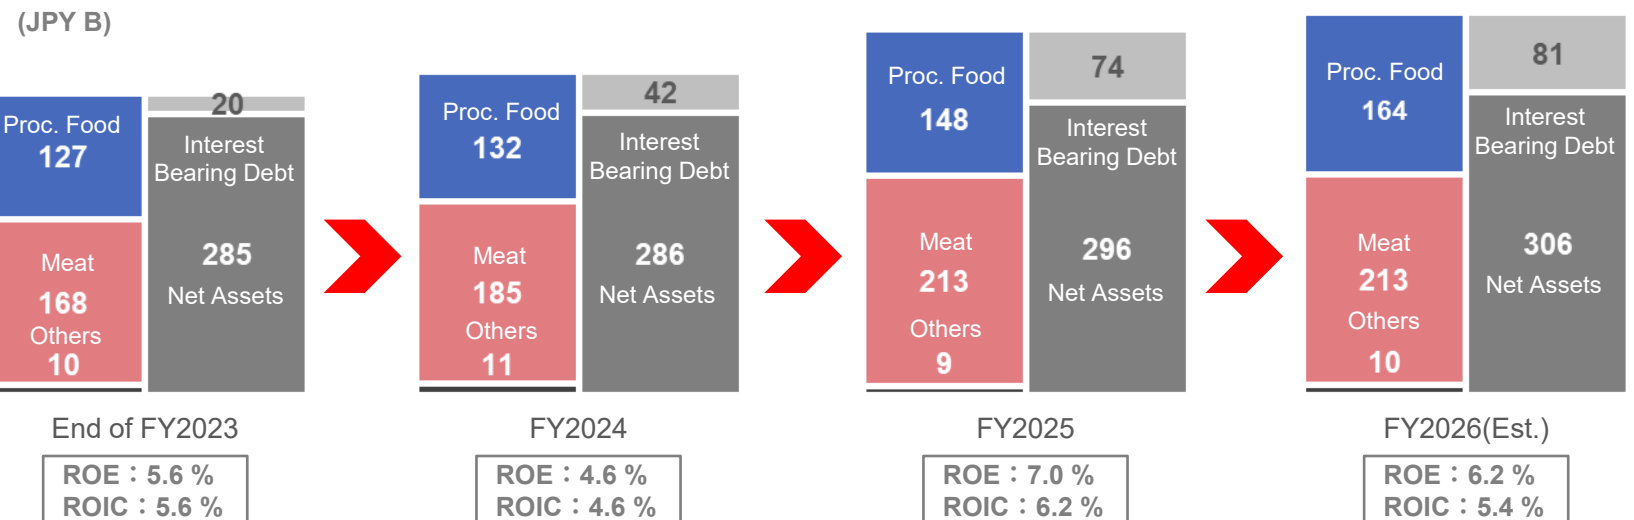 (JPY B)
Proc. Food
127
Meat
168
Others
10
20
Interest
Bearing Debt
285
Net Assets
End of FY2023
ROE：5.6 %
ROIC：5.6 %
Proc. Food
132
Meat
185
Others
11
42
Interest
Bearing Debt
286
Net Assets
FY2024
ROE：4.6 %
ROIC：4.6 %
Proc. Food
148
Meat
213
Others
9
74
Interest
Bearing Debt
296
Net Assets
FY2025
ROE：7.0 %
ROIC：6.2 %
Proc. Food
164
Meat
213
Others
10
81
Interest
Bearing Debt
306
Net Assets
FY2026(Est.)
ROE：6.2 %
ROIC：5.4 %